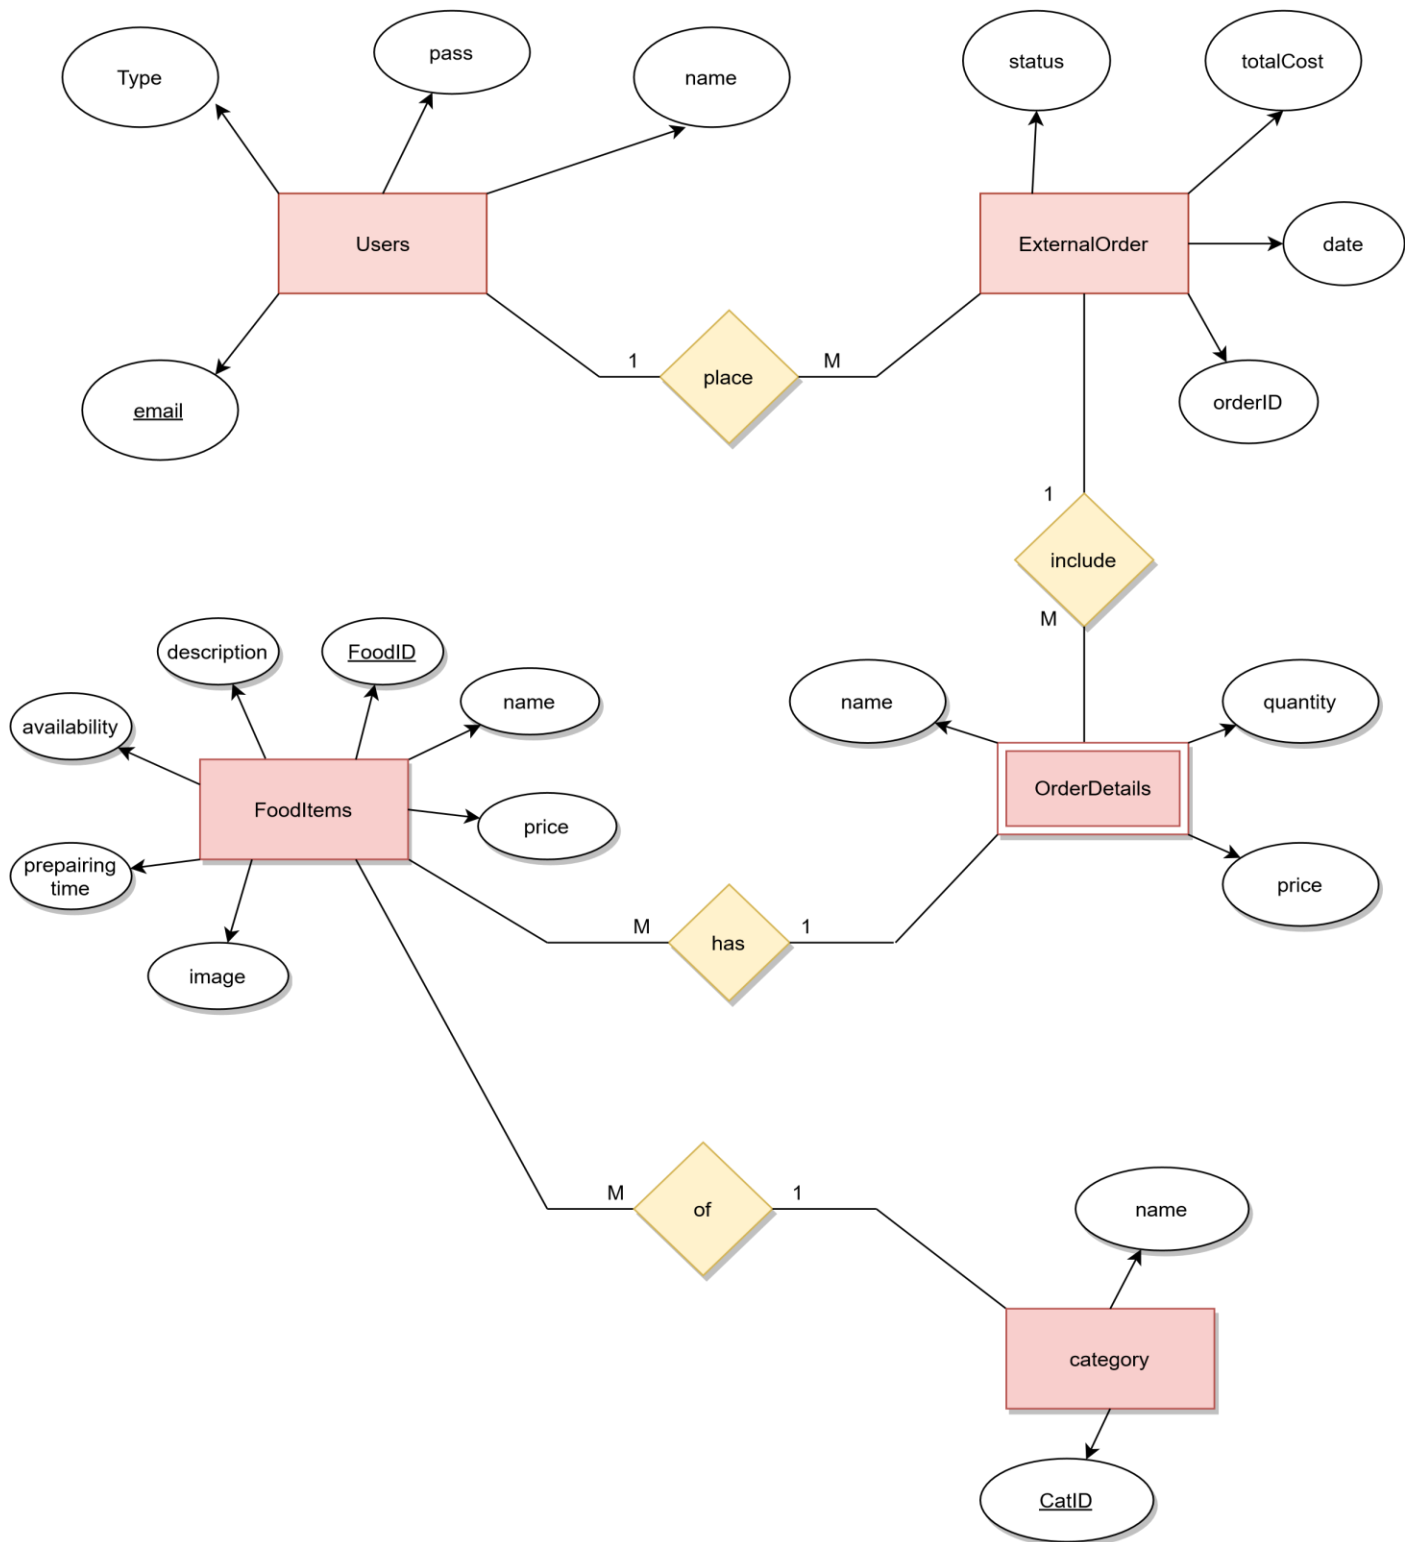 Type
pass
name
status
totalCost
Users
ExternalOrder
date
email
1
place
M
orderID
1
include
M
description
FoodID
name
availability
FoodItems
price
prepairing
time
image
name
quantity
OrderDetails
price
M
has
1
M
of
1
name
category
CatID